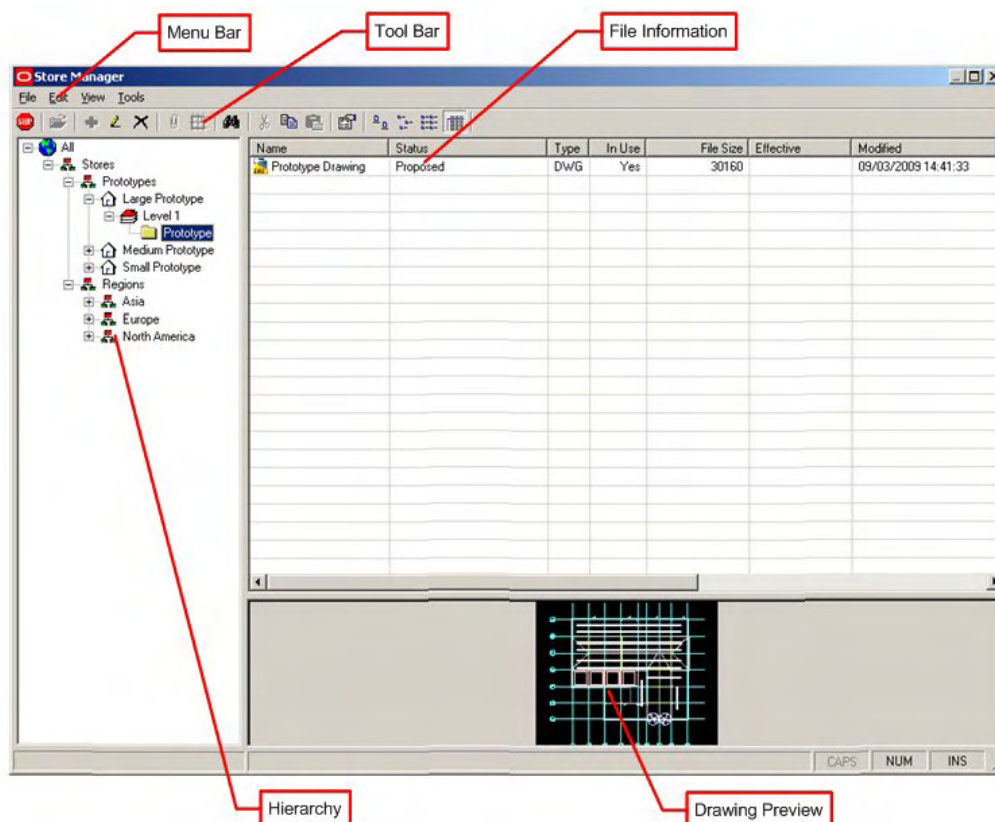 Menu Bar
Tool Bar
File Information
Store Manager
File Edit View Tools
STOP
All
Stores
Prototypes
Large Prototype
Level 1
Prototype
Medium Prototype
Small Prototype
Regions
Asia
Europe
North America
Name Status Type In Use File Size Effective Modified
Prototype Drawing Proposed DWG Yes 30160 09/03/2009 14:41:33
CAPS NUM INS
Hierarchy
Drawing Preview